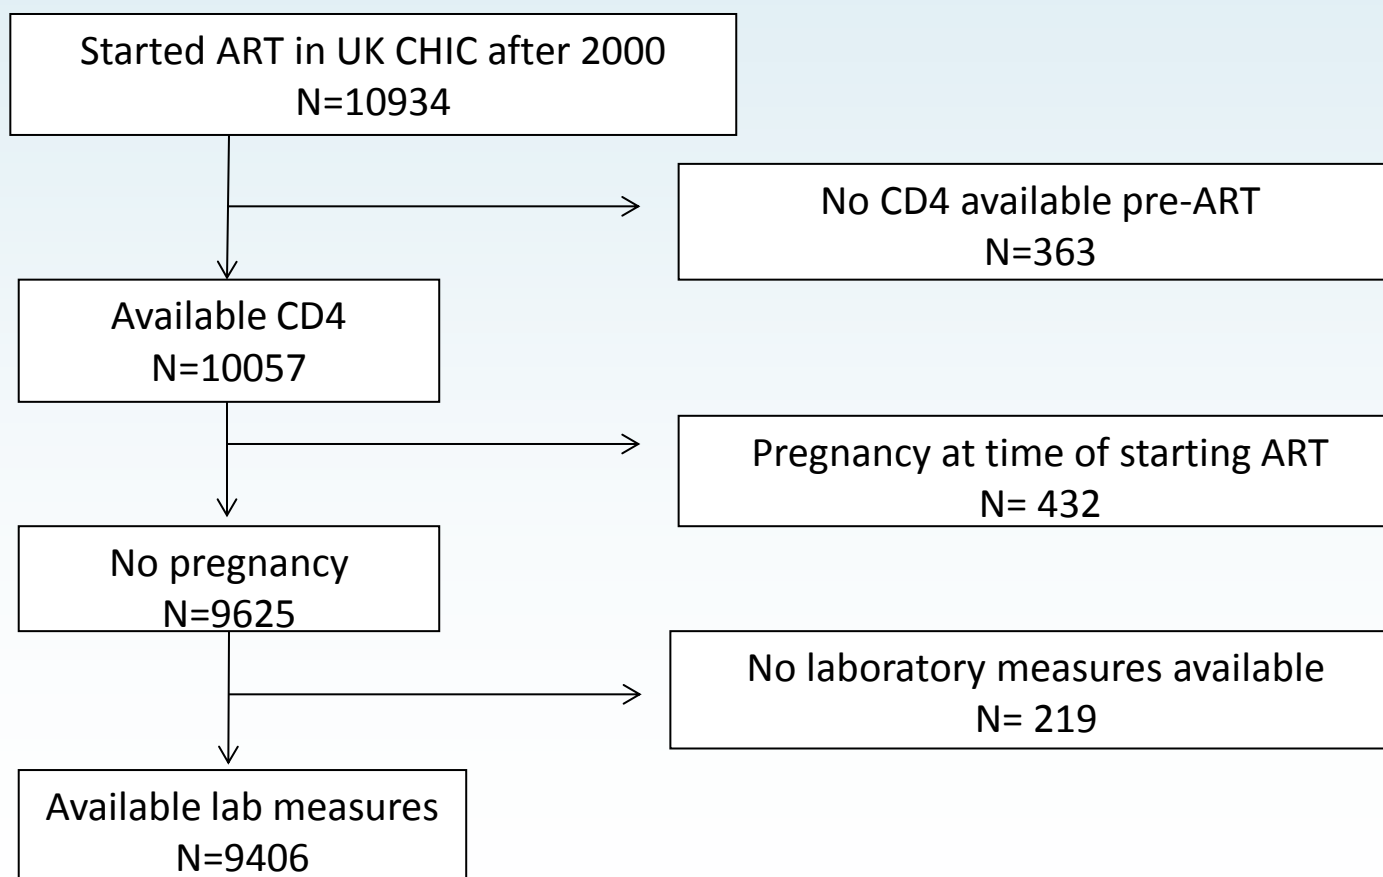 Started ART in UK CHIC after 2000
N=10934
No CD4 available pre-ART
N=363
Available CD4
N=10057
Pregnancy at time of starting ART
N= 432
No pregnancy
N=9625
No laboratory measures available
N= 219
Available lab measures
N=9406